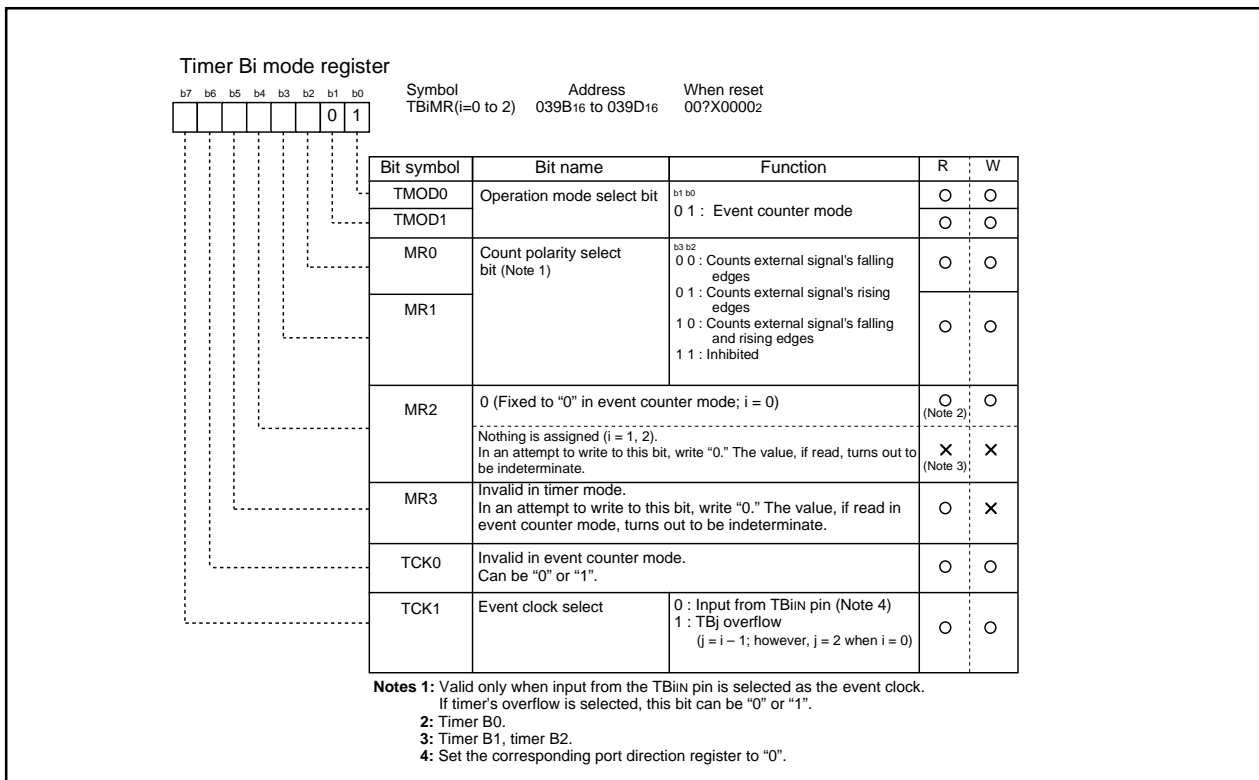 Timer Bi mode register
b7 b6 b5 b4 b3 b2 b1 b0
0 1
Symbol Address When reset
TBiMR(i=0 to 2) 039B16 to 039D16 00?X00002
Bit symbol Bit name Function R W
TMOD0 Operation mode select bit b1 b0
0 1 : Event counter mode
TMOD1
MR0 Count polarity select
bit (Note 1)
b3 b2
0 0 : Counts external signal's falling
edges
0 1 : Counts external signal's rising
edges
MR1
1 0 : Counts external signal's falling
and rising edges
1 1 : Inhibited
MR2 0 (Fixed to “0” in event counter mode; i = 0)
(Note 2)
Nothing is assigned (i = 1, 2).
In an attempt to write to this bit, write “0.” The value, if read, turns out to
be indeterminate.
(Note 3)
MR3 Invalid in timer mode.
In an attempt to write to this bit, write “0.” The value, if read in
event counter mode, turns out to be indeterminate.
TCK0 Invalid in event counter mode.
Can be “0” or “1”.
TCK1 Event clock select 0 : Input from TBiIN pin (Note 4)
1 : TBj overflow
(j = i – 1; however, j = 2 when i = 0)
Notes 1: Valid only when input from the TBiIN pin is selected as the event clock.
If timer's overflow is selected, this bit can be “0” or “1”.
2: Timer B0.
3: Timer B1, timer B2.
4: Set the corresponding port direction register to “0”.